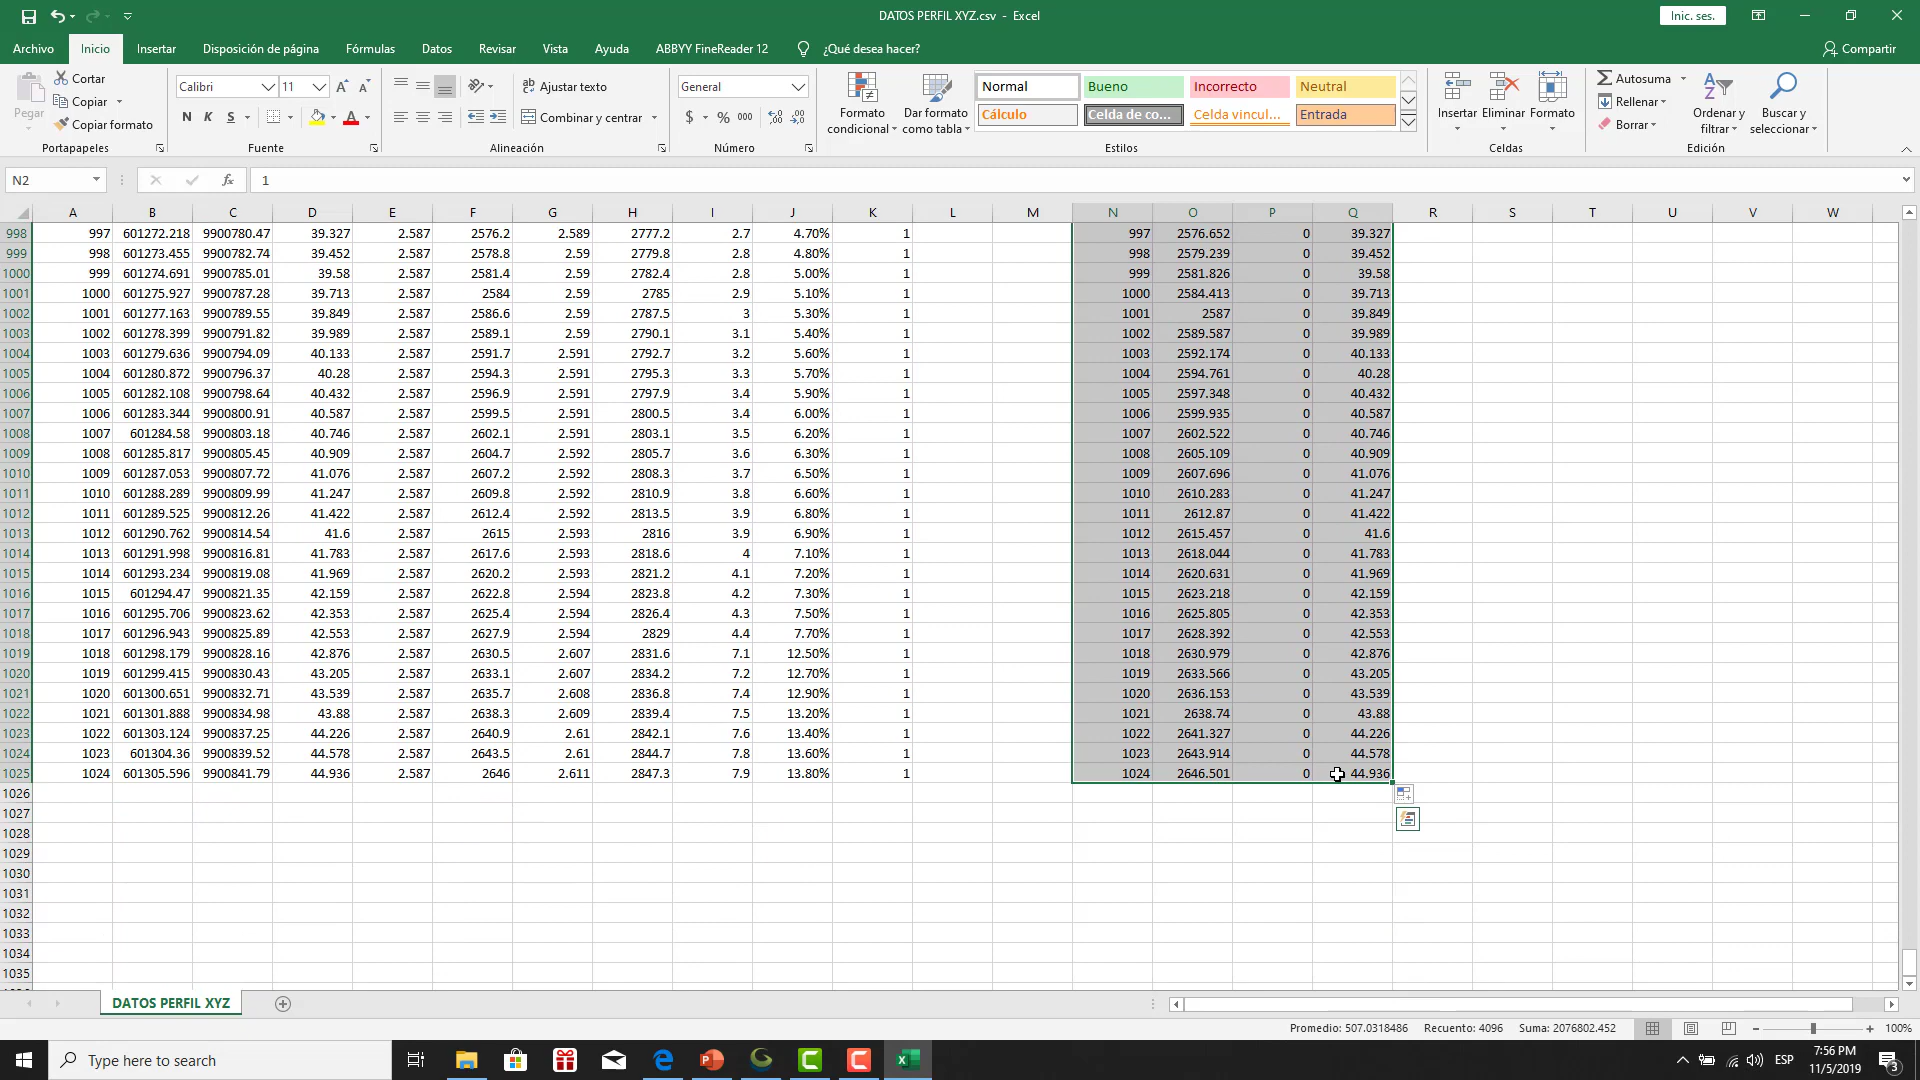 DATOS PERFIL XYZ.csv - Excel
Inic. ses.
Archivo Inicio Insertar Disposición de página Fórmulas Datos Revisar Vista Ayuda ABBYY FineReader 12 ¿Qué desea hacer? Compartir
Pegar
Cortar
Copiar
Copiar formato
Portapapeles
Calibri 11
N K S
Fuente
Ajustar texto
Combinar y centrar
Alineación
General
$ % 000
Número
Formato condicional
Dar formato como tabla
Normal Bueno Incorrecto Neutral
Cálculo Celda de co... Celda vincul... Entrada
Estilos
Insertar Eliminar Formato
Celdas
Autosuma
Rellenar
Borrar
Ordenar y filtrar
Buscar y seleccionar
Edición
N2 fx 1
A B C D E F G H I J K L M N O P Q R S T U V W
998 997 601272.218 9900780.47 39.327 2.587 2576.2 2.589 2777.2 2.7 4.70% 1 997 2576.652 0 39.327
999 998 601273.455 9900782.74 39.452 2.587 2578.8 2.59 2779.8 2.8 4.80% 1 998 2579.239 0 39.452
1000 999 601274.691 9900785.01 39.58 2.587 2581.4 2.59 2782.4 2.8 5.00% 1 999 2581.826 0 39.58
1001 1000 601275.927 9900787.28 39.713 2.587 2584 2.59 2785 2.9 5.10% 1 1000 2584.413 0 39.713
1002 1001 601277.163 9900789.55 39.849 2.587 2586.6 2.59 2787.5 3 5.30% 1 1001 2587 0 39.849
1003 1002 601278.399 9900791.82 39.989 2.587 2589.1 2.59 2790.1 3.1 5.40% 1 1002 2589.587 0 39.989
1004 1003 601279.636 9900794.09 40.133 2.587 2591.7 2.591 2792.7 3.2 5.60% 1 1003 2592.174 0 40.133
1005 1004 601280.872 9900796.37 40.28 2.587 2594.3 2.591 2795.3 3.3 5.70% 1 1004 2594.761 0 40.28
1006 1005 601282.108 9900798.64 40.432 2.587 2596.9 2.591 2797.9 3.4 5.90% 1 1005 2597.348 0 40.432
1007 1006 601283.344 9900800.91 40.587 2.587 2599.5 2.591 2800.5 3.4 6.00% 1 1006 2599.935 0 40.587
1008 1007 601284.58 9900803.18 40.746 2.587 2602.1 2.591 2803.1 3.5 6.20% 1 1007 2602.522 0 40.746
1009 1008 601285.817 9900805.45 40.909 2.587 2604.7 2.592 2805.7 3.6 6.30% 1 1008 2605.109 0 40.909
1010 1009 601287.053 9900807.72 41.076 2.587 2607.2 2.592 2808.3 3.7 6.50% 1 1009 2607.696 0 41.076
1011 1010 601288.289 9900809.99 41.247 2.587 2609.8 2.592 2810.9 3.8 6.60% 1 1010 2610.283 0 41.247
1012 1011 601289.525 9900812.26 41.422 2.587 2612.4 2.592 2813.5 3.9 6.80% 1 1011 2612.87 0 41.422
1013 1012 601290.762 9900814.54 41.6 2.587 2615 2.593 2816 3.9 6.90% 1 1012 2615.457 0 41.6
1014 1013 601291.998 9900816.81 41.783 2.587 2617.6 2.593 2818.6 4 7.10% 1 1013 2618.044 0 41.783
1015 1014 601293.234 9900819.08 41.969 2.587 2620.2 2.593 2821.2 4.1 7.20% 1 1014 2620.631 0 41.969
1016 1015 601294.47 9900821.35 42.159 2.587 2622.8 2.594 2823.8 4.2 7.30% 1 1015 2623.218 0 42.159
1017 1016 601295.706 9900823.62 42.353 2.587 2625.4 2.594 2826.4 4.3 7.50% 1 1016 2625.805 0 42.353
1018 1017 601296.943 9900825.89 42.553 2.587 2627.9 2.594 2829 4.4 7.70% 1 1017 2628.392 0 42.553
1019 1018 601298.179 9900828.16 42.876 2.587 2630.5 2.607 2831.6 7.1 12.50% 1 1018 2630.979 0 42.876
1020 1019 601299.415 9900830.43 43.205 2.587 2633.1 2.607 2834.2 7.2 12.70% 1 1019 2633.566 0 43.205
1021 1020 601300.651 9900832.71 43.539 2.587 2635.7 2.608 2836.8 7.4 12.90% 1 1020 2636.153 0 43.539
1022 1021 601301.888 9900834.98 43.88 2.587 2638.3 2.609 2839.4 7.5 13.20% 1 1021 2638.74 0 43.88
1023 1022 601303.124 9900837.25 44.226 2.587 2640.9 2.61 2842.1 7.6 13.40% 1 1022 2641.327 0 44.226
1024 1023 601304.36 9900839.52 44.578 2.587 2643.5 2.61 2844.7 7.8 13.60% 1 1023 2643.914 0 44.578
1025 1024 601305.596 9900841.79 44.936 2.587 2646 2.611 2847.3 7.9 13.80% 1 1024 2646.501 0 44.936
1026
1027
1028
1029
1030
1031
1032
1033
1034
1035
DATOS PERFIL XYZ
Promedio: 507.0318486 Recuento: 4096 Suma: 2076802.452 100%
Type here to search
ESP
7:56 PM
11/5/2019
3